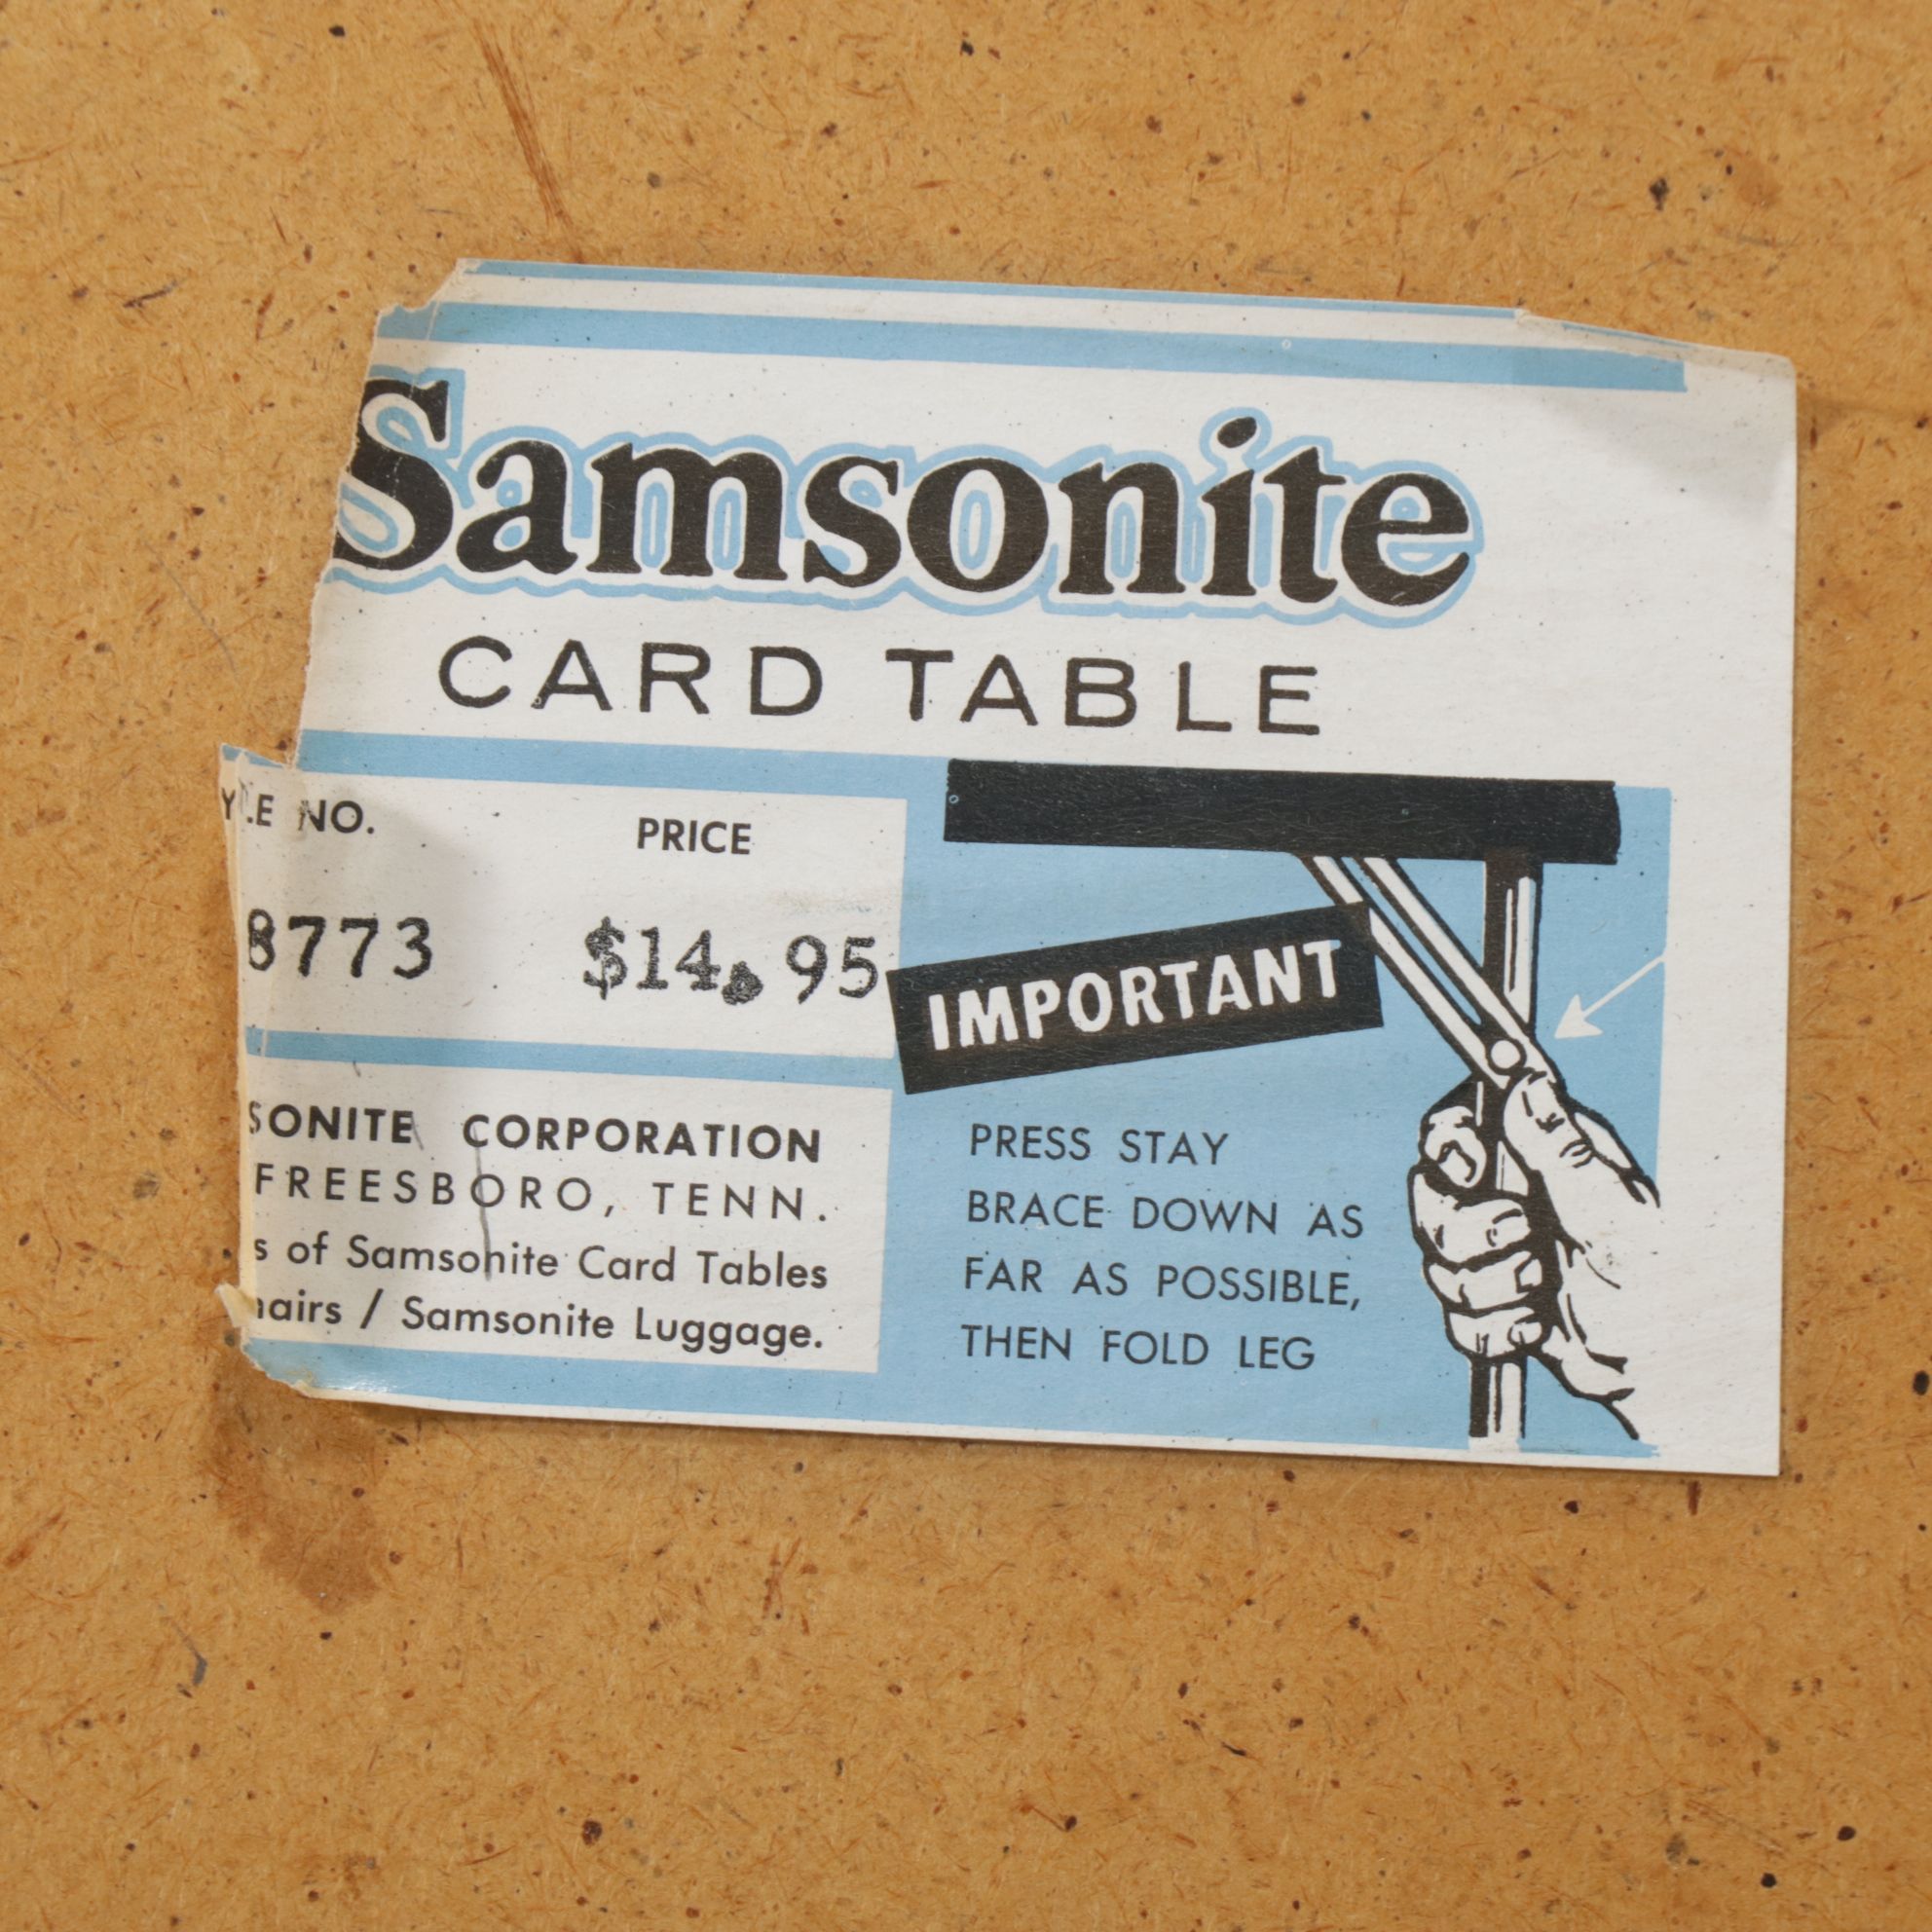 Samsonite
CARD TABLE
YLE NO.
PRICE
8773
$14.95
IMPORTANT
SONITE CORPORATION
FREESBORO, TENN.
s of Samsonite Card Tables
hairs / Samsonite Luggage.
PRESS STAY
BRACE DOWN AS
FAR AS POSSIBLE,
THEN FOLD LEG